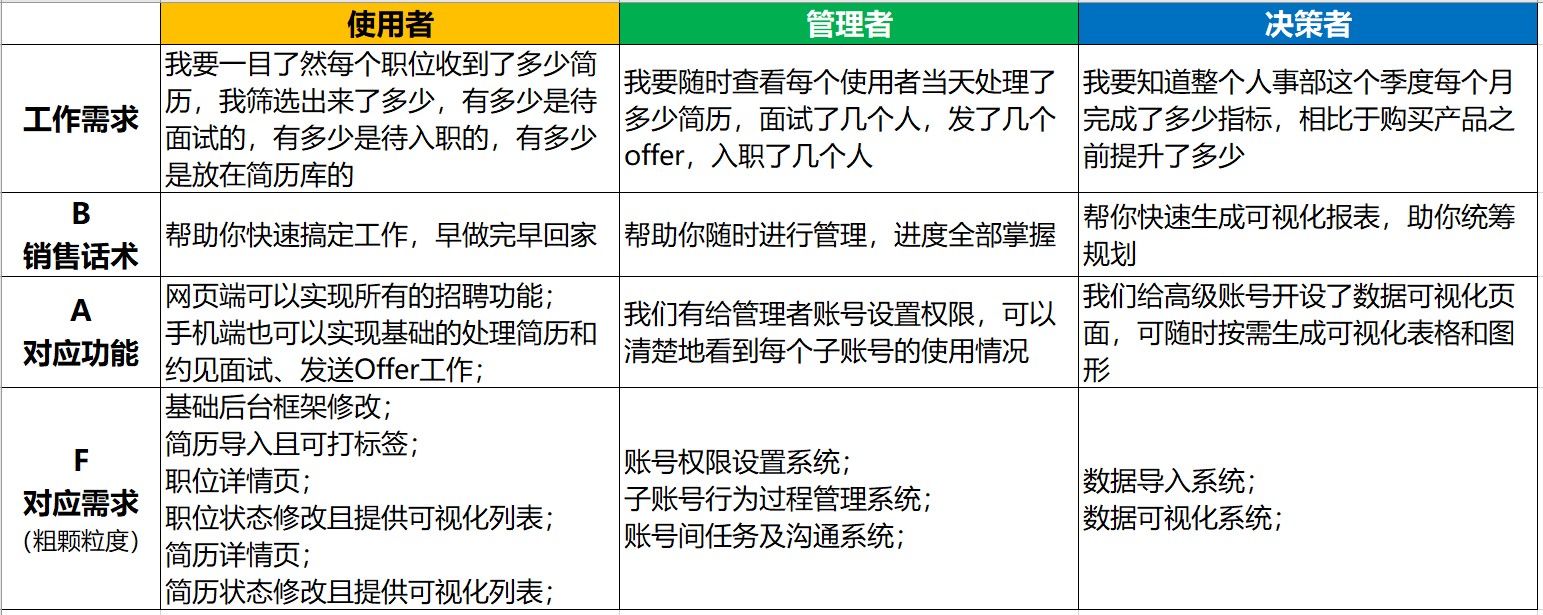 使用者
管理者
决策者
工作需求
我要一目了然每个职位收到了多少简
历，我筛选出来了多少，有多少是待
面试的，有多少是待入职的，有多少
是放在简历库的
我要随时查看每个使用者当天处理了
多少简历，面试了几个人，发了几个
offer，入职了几个人
我要知道整个人事部这个季度每个月
完成了多少指标，相比于购买产品之
前提升了多少
B
销售话术
帮助你快速搞定工作，早做完早回家
帮助你随时进行管理，进度全部掌握
帮你快速生成可视化报表，助你统筹
规划
A
对应功能
网页端可以实现所有的招聘功能；
手机端也可以实现基础的处理简历和
约见面试、发送Offer工作；
我们有给管理者账号设置权限，可以
清楚地看到每个子账号的使用情况
我们给高级账号开设了数据可视化页
面，可随时按需生成可视化表格和图
形
F
对应需求
（粗颗粒度）
基础后台框架修改；
简历导入且可打标签；
职位详情页；
职位状态修改且提供可视化列表；
简历详情页；
简历状态修改且提供可视化列表；
账号权限设置系统；
子账号行为过程管理系统；
账号间任务及沟通系统；
数据导入系统；
数据可视化系统；